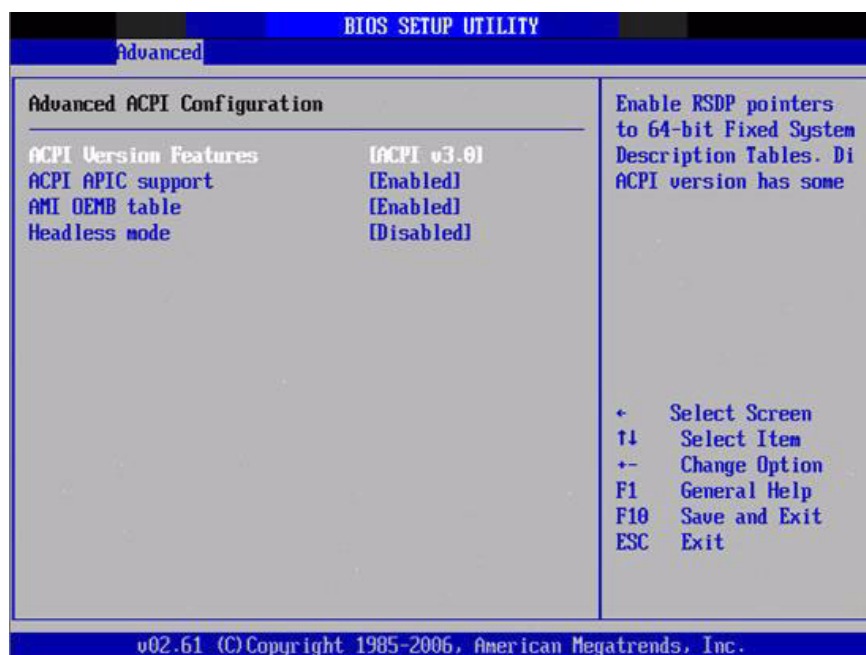 BIOS SETUP UTILITY
Advanced
Advanced ACPI Configuration
ACPI Version Features [ACPI v3.0]
ACPI APIC support [Enabled]
AMI OEMB table [Enabled]
Headless mode [Disabled]
Enable RSDP pointers
to 64-bit Fixed System
Description Tables. Di
ACPI version has some
← Select Screen
↑↓ Select Item
+- Change Option
F1 General Help
F10 Save and Exit
ESC Exit
v02.61 (C)Copyright 1985-2006, American Megatrends, Inc.